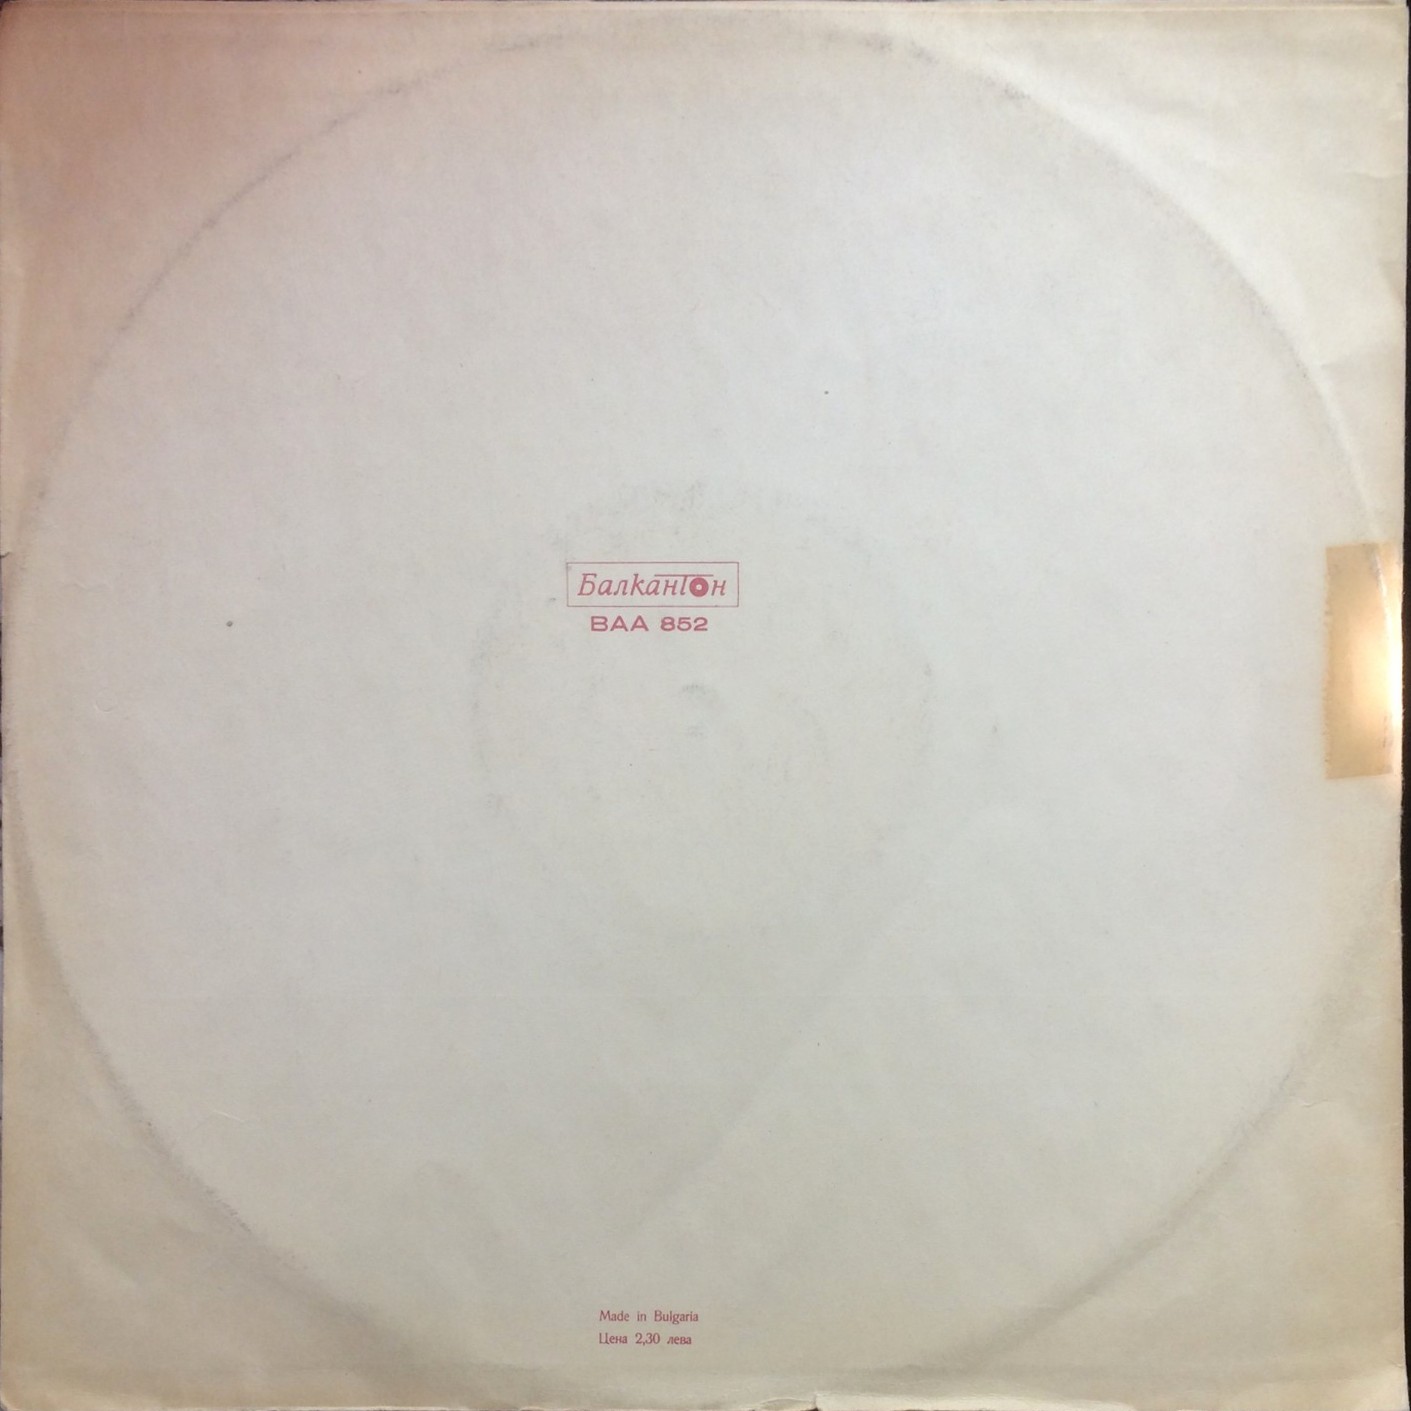 Балкантон
ВАА 852
Made in Bulgaria
Цена 2,30 лева